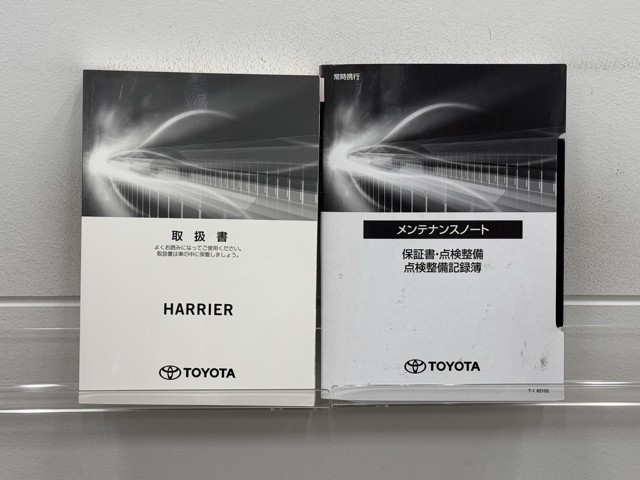 取扱書
よくお読みになってご使用ください。
取扱書は車の中に保管しましょう。
HARRIER
TOYOTA
常時携行
メンテナンスノート
保証書・点検整備
点検整備記録簿
TOYOTA
T-1 62102